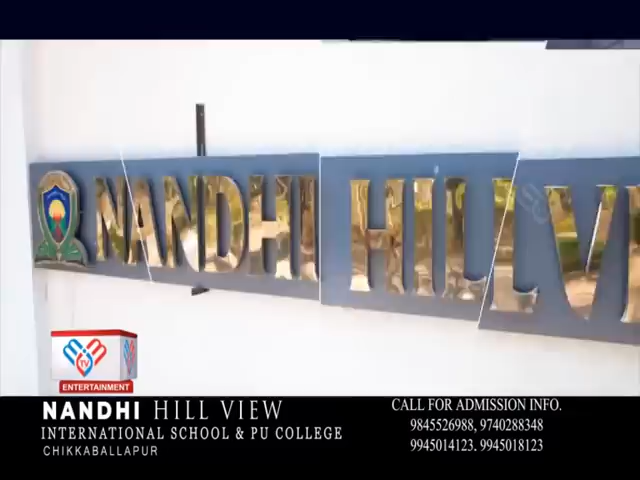 NANDHI HILL VI
TV
ENTERTAINMENT
NANDHI HILL VIEW
INTERNATIONAL SCHOOL & PU COLLEGE
CHIKKABALLAPUR
CALL FOR ADMISSION INFO.
9845526988, 9740288348
9945014123, 9945018123